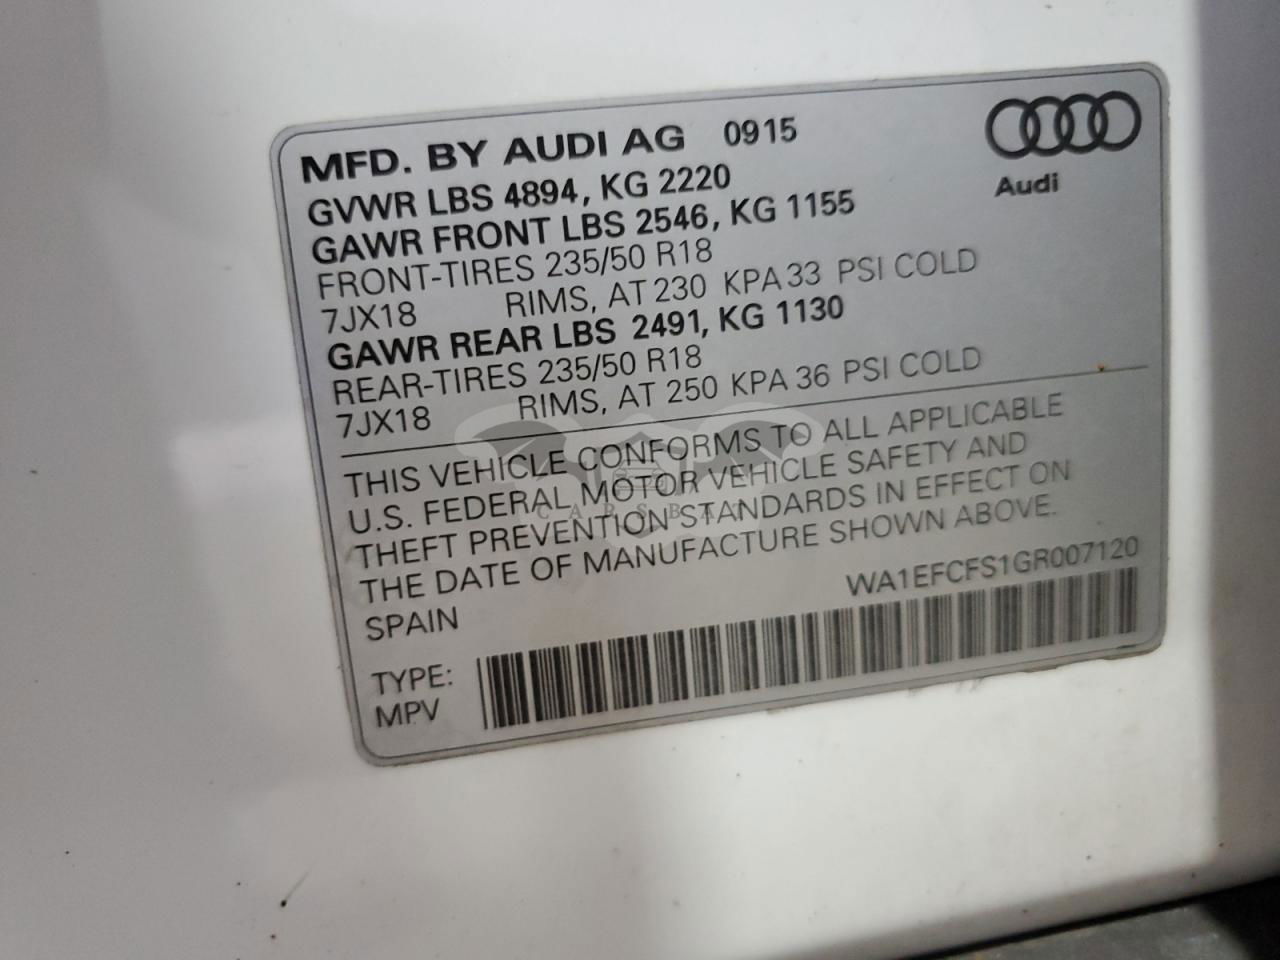 MFD. BY AUDI AG 0915
Audi
GVWR LBS 4894, KG 2220
GAWR FRONT LBS 2546, KG 1155
FRONT-TIRES 235/50 R18
7JX18 RIMS, AT 230 KPA 33 PSI COLD
GAWR REAR LBS 2491, KG 1130
REAR-TIRES 235/50 R18
7JX18 RIMS, AT 250 KPA 36 PSI COLD
THIS VEHICLE CONFORMS TO ALL APPLICABLE
U.S. FEDERAL MOTOR VEHICLE SAFETY AND
THEFT PREVENTION STANDARDS IN EFFECT ON
THE DATE OF MANUFACTURE SHOWN ABOVE.
SPAIN
WA1EFCFS1GR007120
TYPE:
MPV